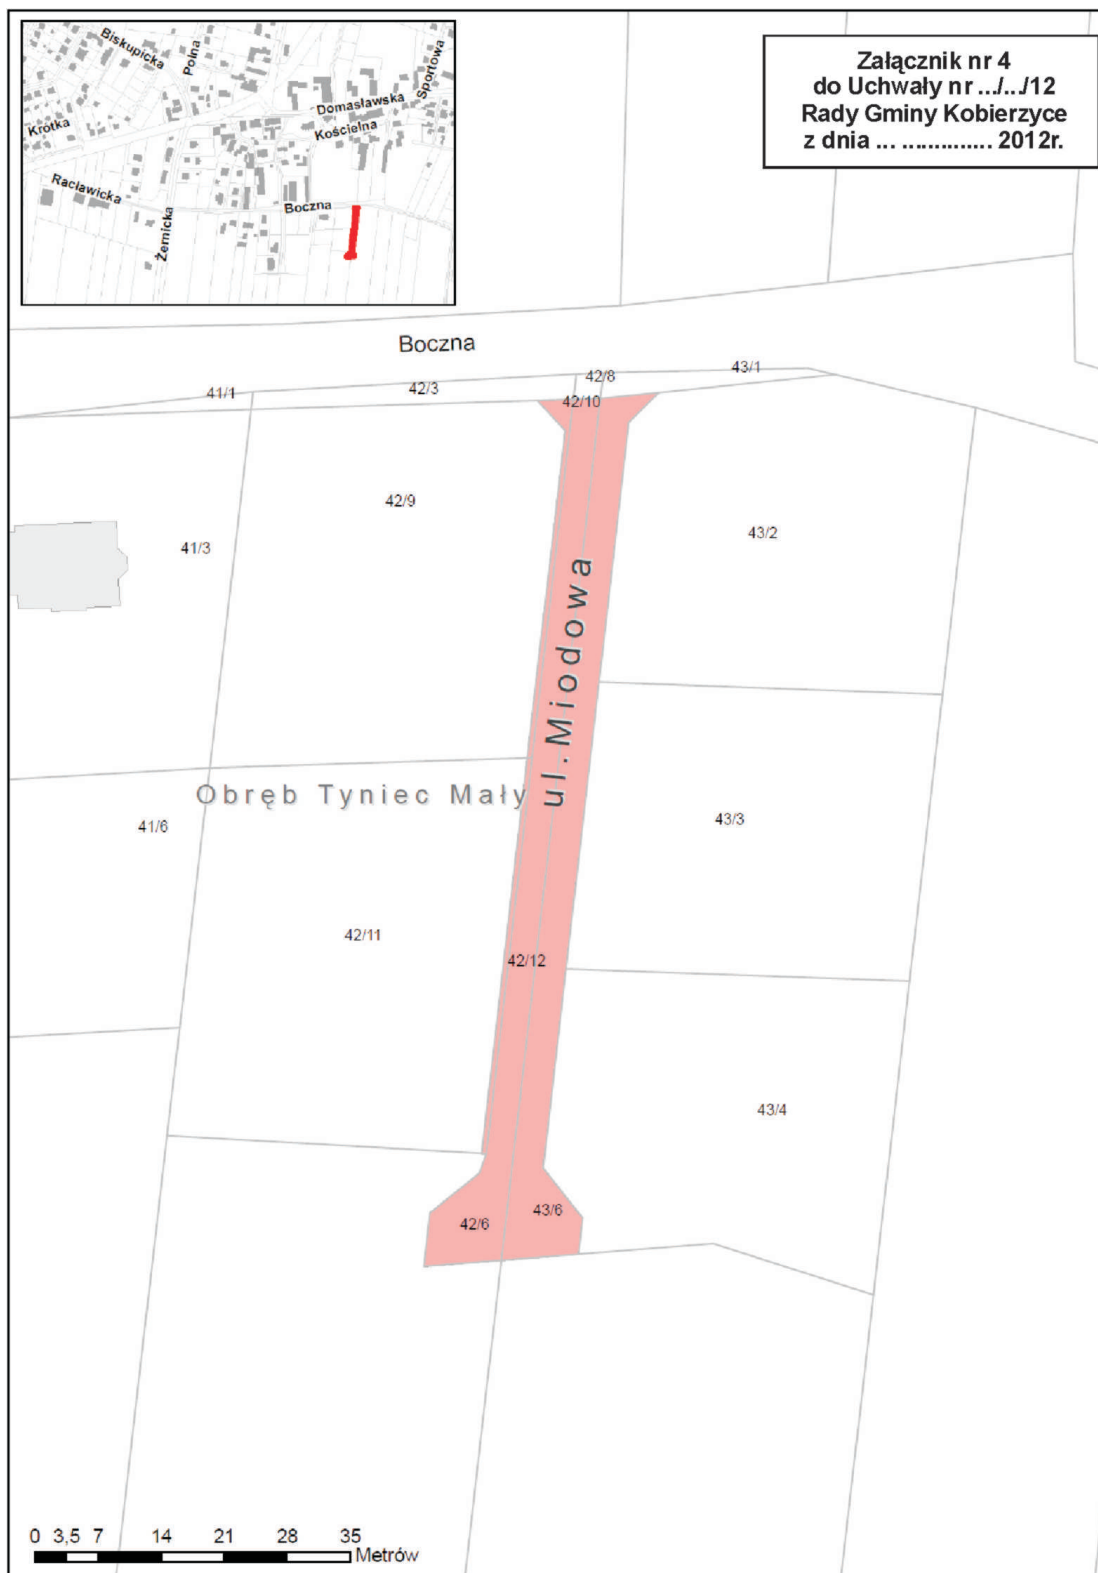 Biskupicka
Polna
Sportowa
Domasławska
Kościelna
Krótka
Racławicka
Boczna
Żernicka
Załącznik nr 4
do Uchwały nr .../.../12
Rady Gminy Kobierzyce
z dnia ... .............. 2012r.
Boczna
43/1
42/8
42/3
41/1
42/10
42/9
43/2
41/3
ul.Miodowa
Obręb Tyniec Mały
43/3
41/6
42/11
42/12
43/4
43/6
42/6
0 3,5 7 14 21 28 35
Metrów